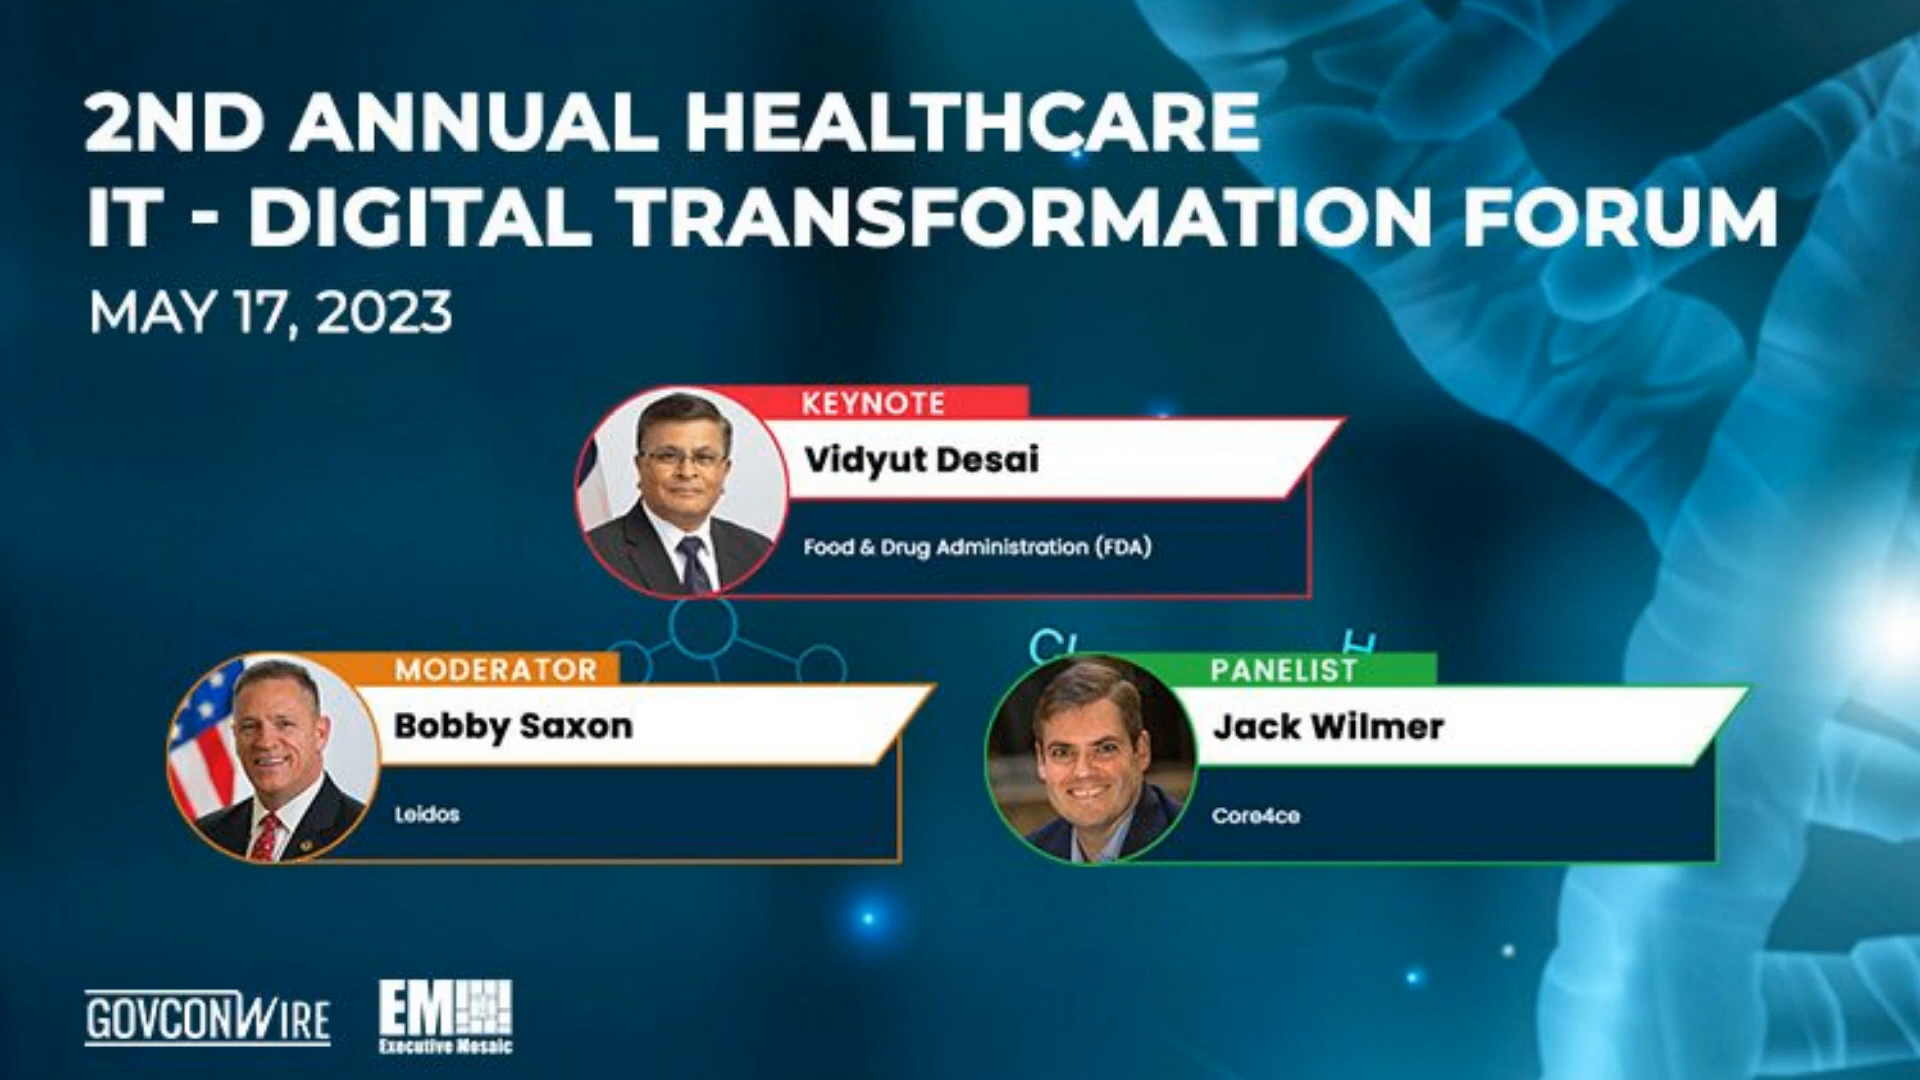 2ND ANNUAL HEALTHCARE
IT - DIGITAL TRANSFORMATION FORUM
MAY 17, 2023
KEYNOTE
Vidyut Desai
Food & Drug Administration (FDA)
CL
H
MODERATOR
Bobby Saxon
Leidos
PANELIST
Jack Wilmer
Core4ce
GOVCONWIRE
EM
Executive Mosaic